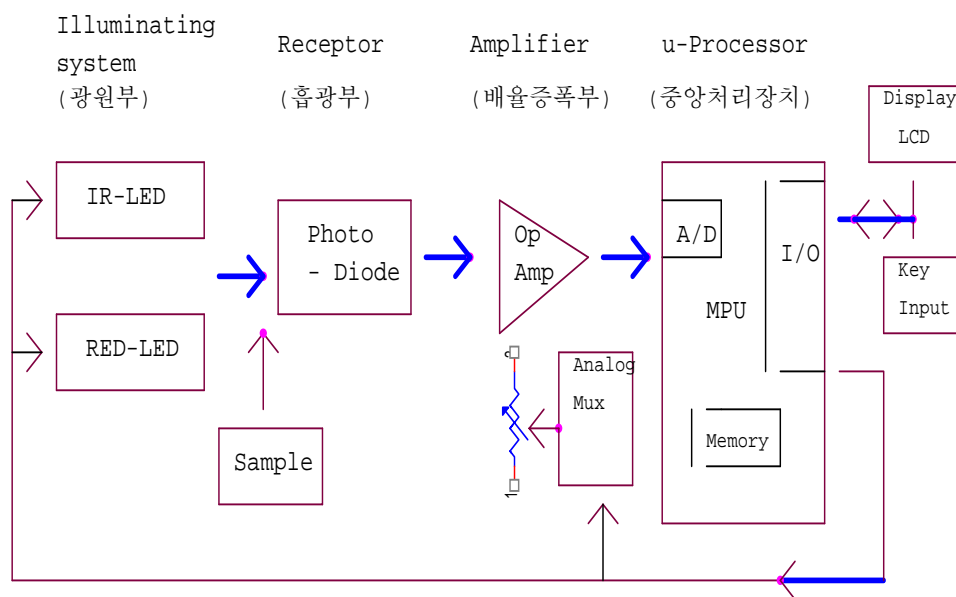 Illuminating
system
(광원부)
Receptor
(흡광부)
Amplifier
(배율증폭부)
u-Processor
(중앙처리장치)
Display
LCD
IR-LED
RED-LED
Photo
- Diode
Op
Amp
A/D
I/O
MPU
Memory
Key
Input
Analog
Mux
Sample
1